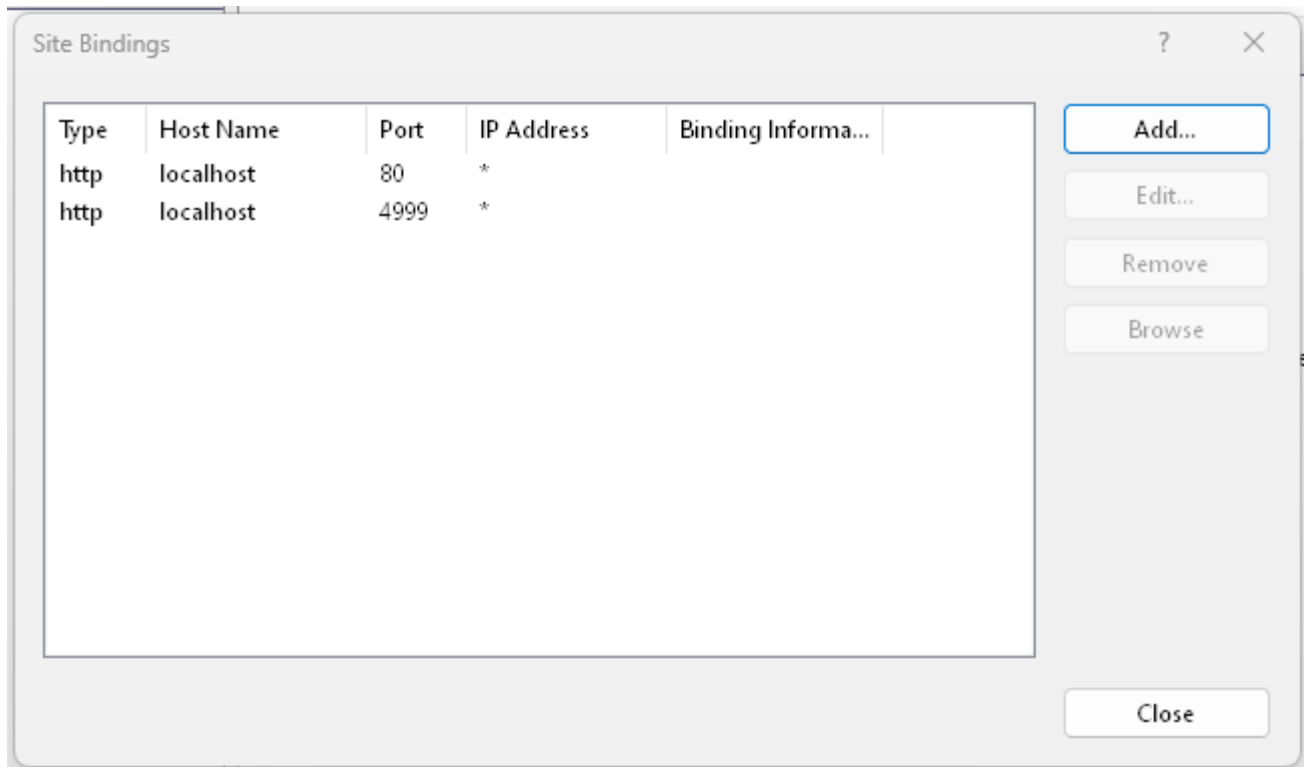 Site Bindings ?
Type Host Name Port IP Address Binding Informa...
http localhost 80 *
http localhost 4999 *
Add...
Edit...
Remove
Browse
Close